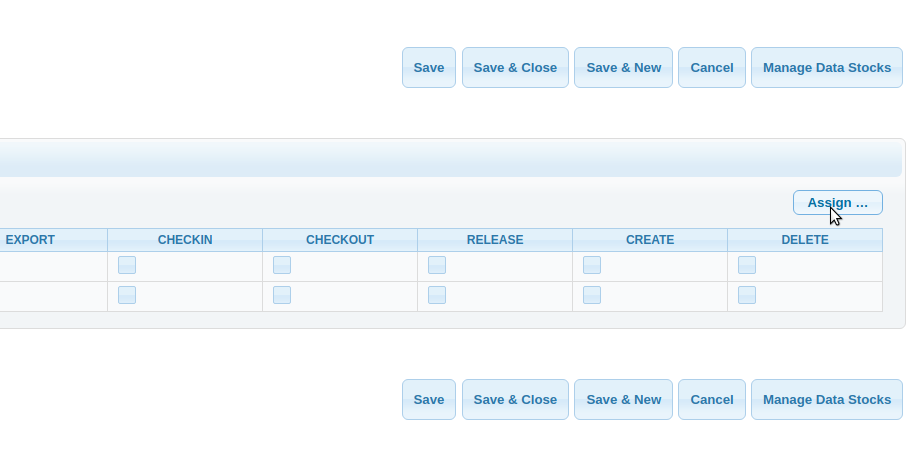 Save Save & Close Save & New Cancel Manage Data Stocks
Assign ...
EXPORT CHECKIN CHECKOUT RELEASE CREATE DELETE
Save Save & Close Save & New Cancel Manage Data Stocks